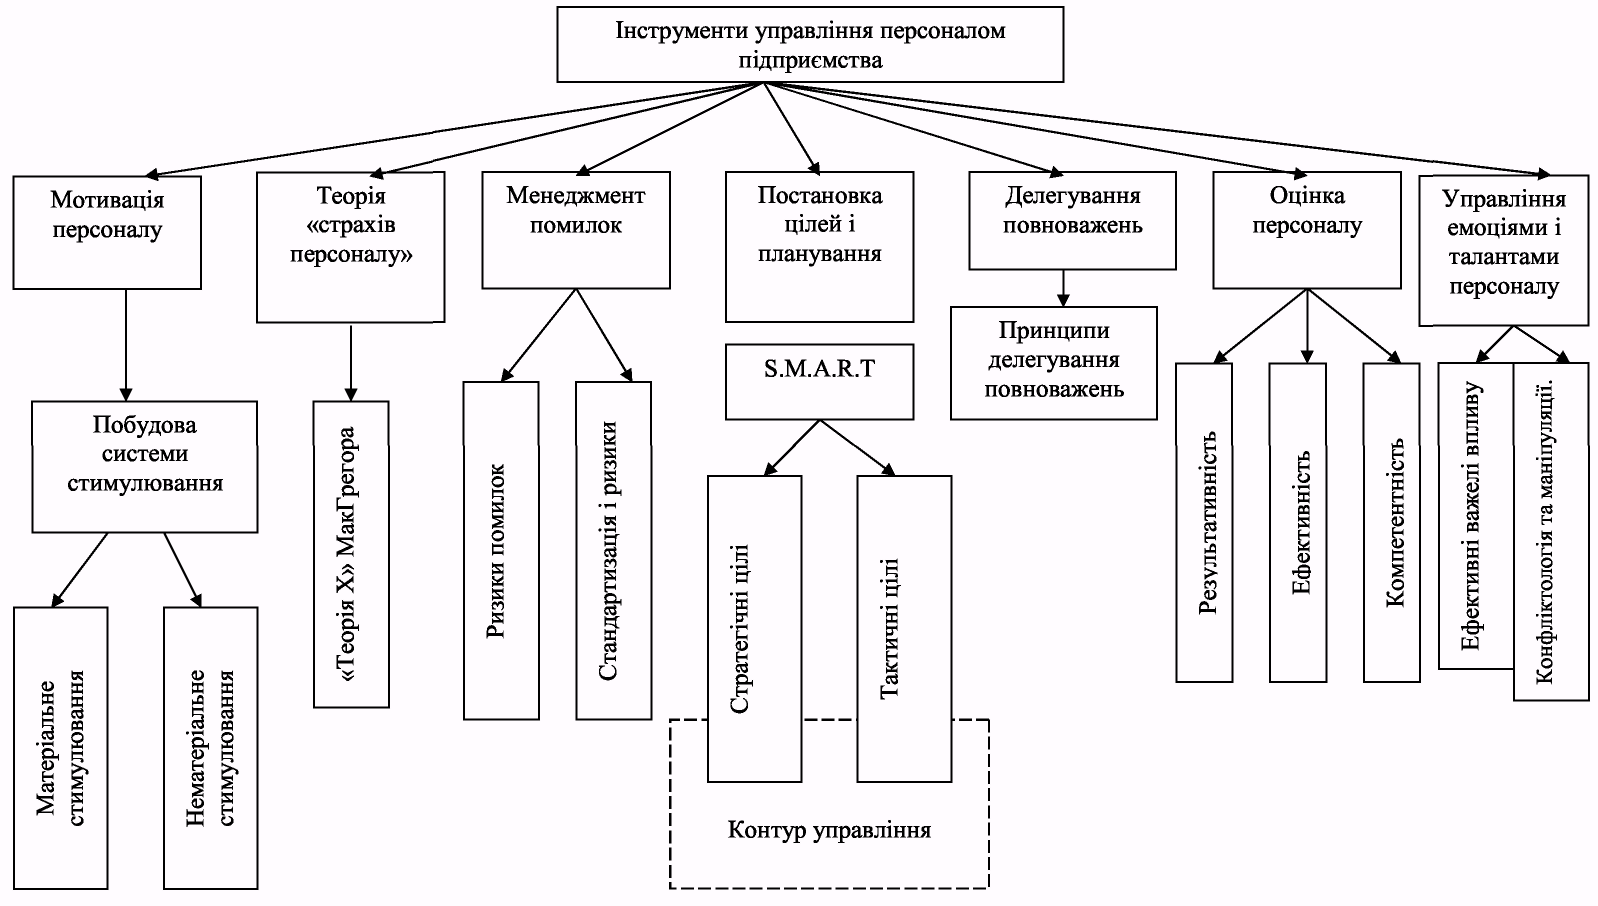 Інструменти управління персоналом
підприємства
Мотивація
персоналу
Теорія
«страхів
персоналу»
Менеджмент
помилок
Постановка
цілей і
планування
Делегування
повноважень
Оцінка
персоналу
Управління
емоціями і
талантами
персоналу
Побудова
системи
стимулювання
«Теорія Х» МакГрегора
Ризики помилок
Стандартизація і ризики
S.M.A.R.T
Принципи
делегування
повноважень
Результативність
Ефективність
Компетентність
Ефективні важелі впливу
Конфліктологія та маніпуляції.
Матеріальне
стимулювання
Нематеріальне
стимулювання
Стратегічні цілі
Тактичні цілі
Контур управління